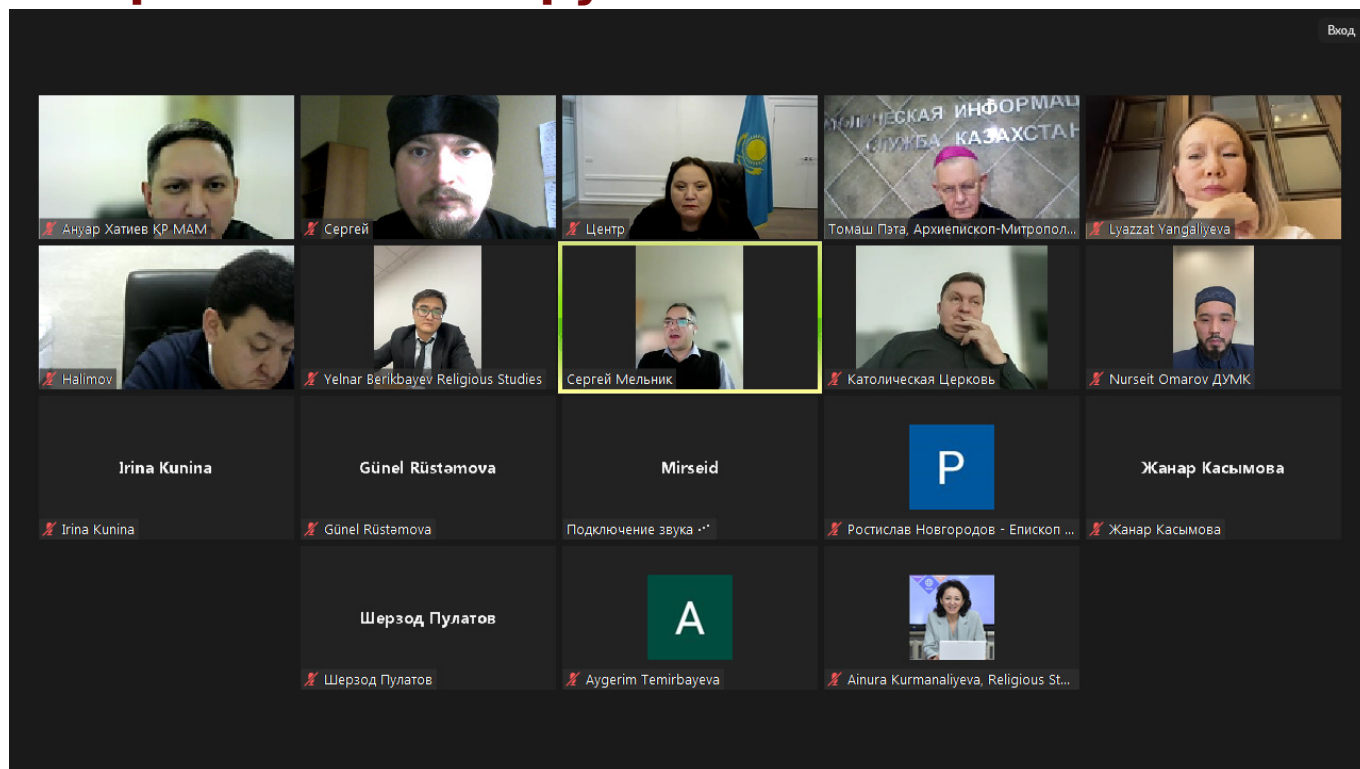 Вход
ИНФОРМАЦ
СЛУЖБА КАЗАХСТАН
Ануар Хатиев ҚР МАМ
Сергей
Центр
Томаш Пэта, Архиепископ-Митропол...
Lyazzat Yangaliyeva
Halimov
Yelnar Berikbayev Religious Studies
Сергей Мельник
Католическая Церковь
Nurseit Omarov ДУМК
Irina Kunina
Günel Rüstəmova
Mirseid
P
Жанар Касымова
Irina Kunina
Günel Rüstəmova
Подключение звука
Ростислав Новгородов - Епископ ...
Жанар Касымова
Шерзод Пулатов
A
Шерзод Пулатов
Aygerim Temirbayeva
Ainura Kurmanaliyeva, Religious St...